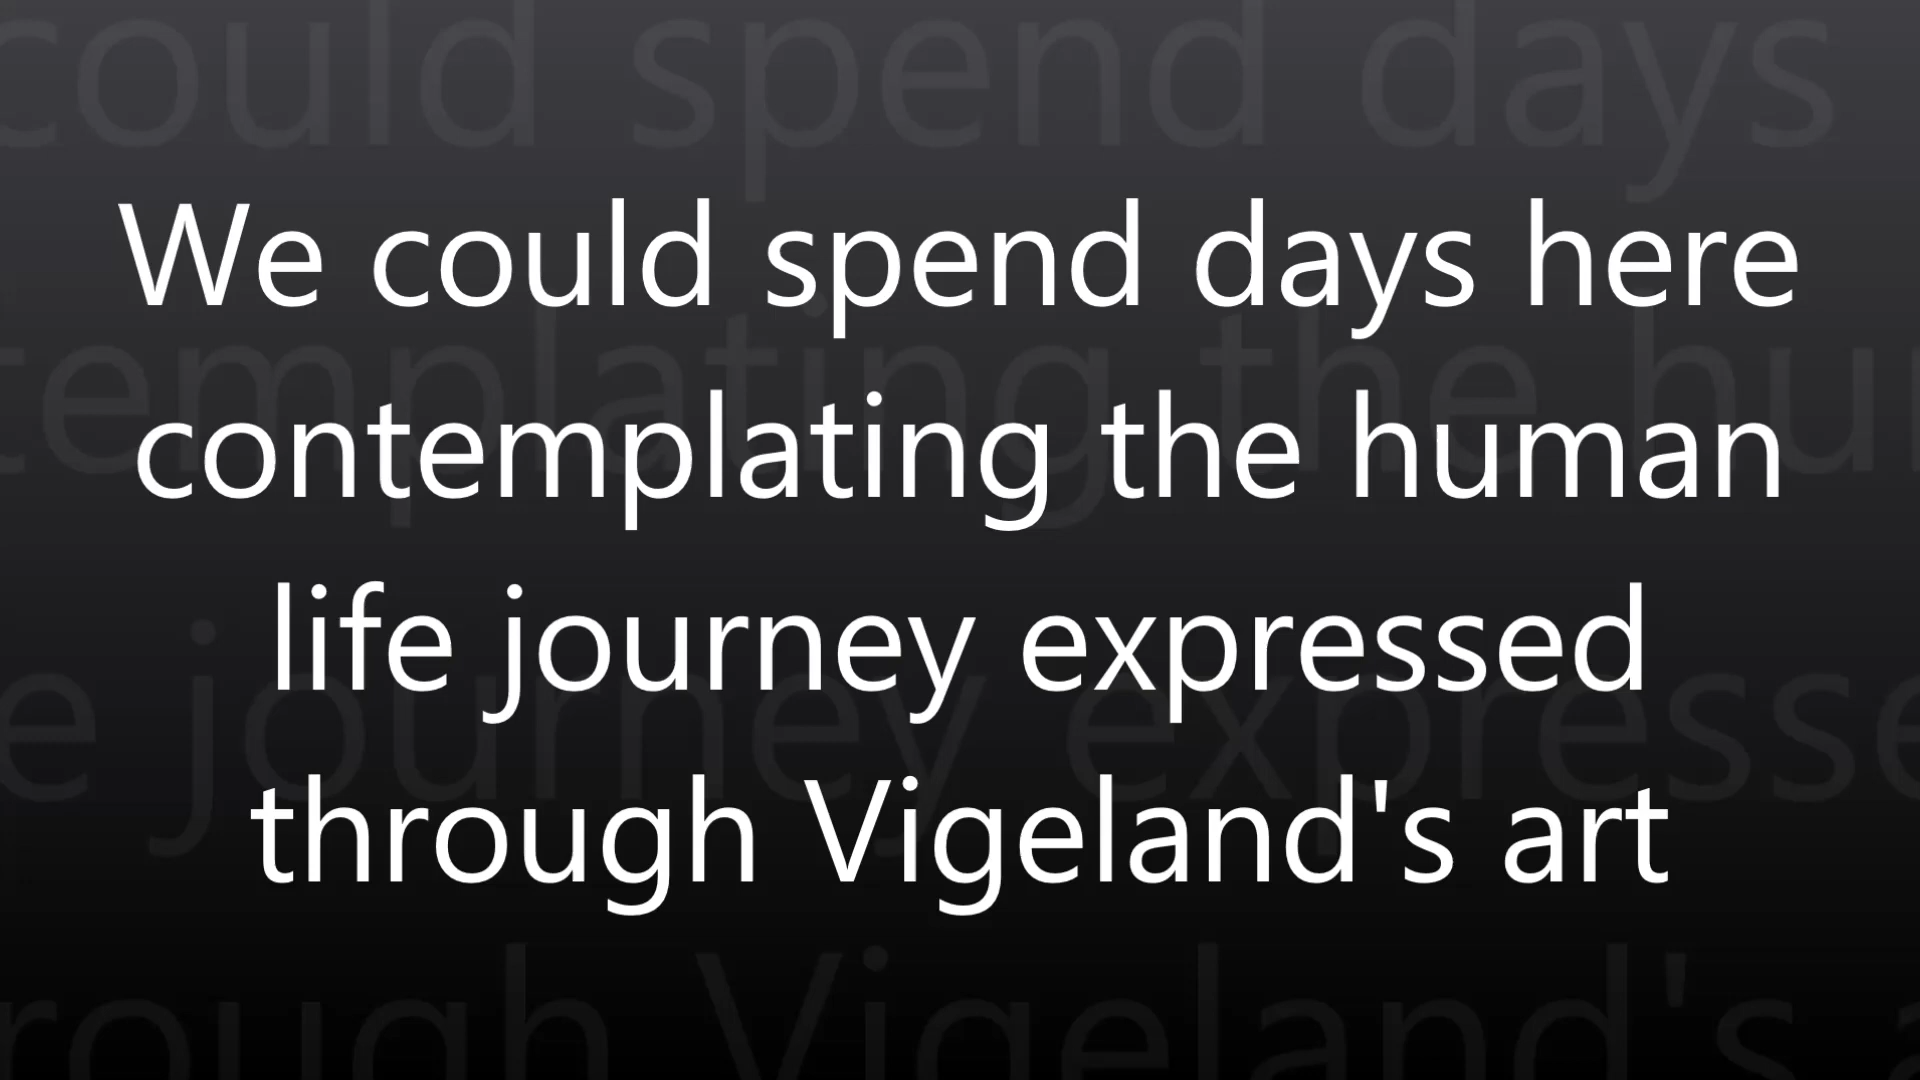 We could spend days here
contemplating the human
life journey expressed
through Vigeland's art